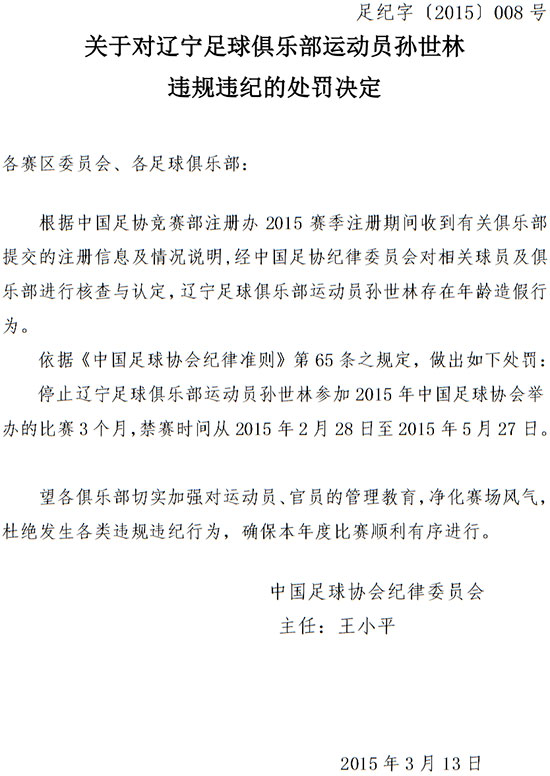 足纪字〔2015〕008 号
关于对辽宁足球俱乐部运动员孙世林
违规违纪的处罚决定
各赛区委员会、各足球俱乐部：
根据中国足协竞赛部注册办 2015 赛季注册期间收到有关俱乐部
提交的注册信息及情况说明,经中国足协纪律委员会对相关球员及俱
乐部进行核查与认定,辽宁足球俱乐部运动员孙世林存在年龄造假行
为。
依据《中国足球协会纪律准则》第 65 条之规定，做出如下处罚：
停止辽宁足球俱乐部运动员孙世林参加 2015 年中国足球协会举
办的比赛 3 个月,禁赛时间从 2015 年 2 月 28 日至 2015 年 5 月 27 日。
望各俱乐部切实加强对运动员、官员的管理教育,净化赛场风气,
杜绝发生各类违规违纪行为，确保本年度比赛顺利有序进行。
中国足球协会纪律委员会
主任：王小平
2015 年 3 月 13 日